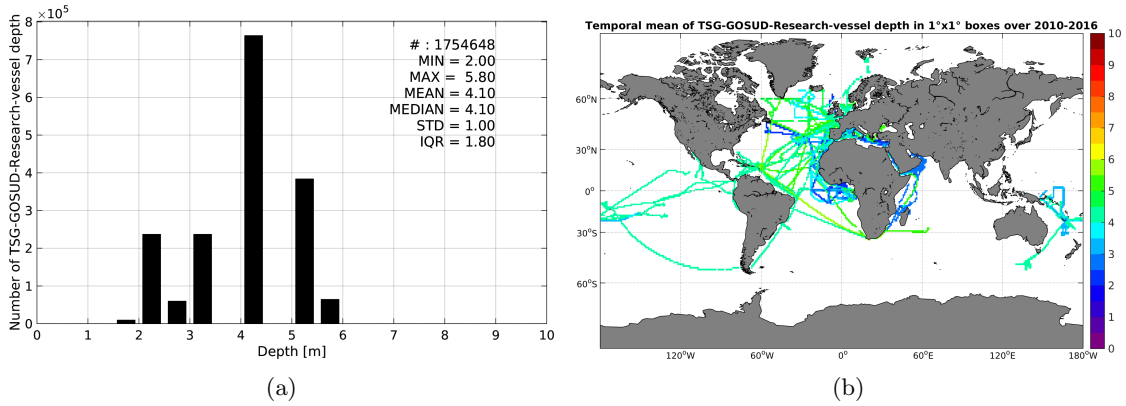 8 ×10⁵
7
6
5
4
3
2
1
0
Number of TSG-GOSUD-Research-vessel depth
# : 1754648
MIN = 2.00
MAX = 5.80
MEAN = 4.10
MEDIAN = 4.10
STD = 1.00
IQR = 1.80
0 1 2 3 4 5 6 7 8 9 10
Depth [m]
(a)
Temporal mean of TSG-GOSUD-Research-vessel depth in 1°x1° boxes over 2010-2016
60°N
30°N
0°
30°S
60°S
120°W 60°W 0° 60°E 120°E 180°W
10
9
8
7
6
5
4
3
2
1
0
(b)